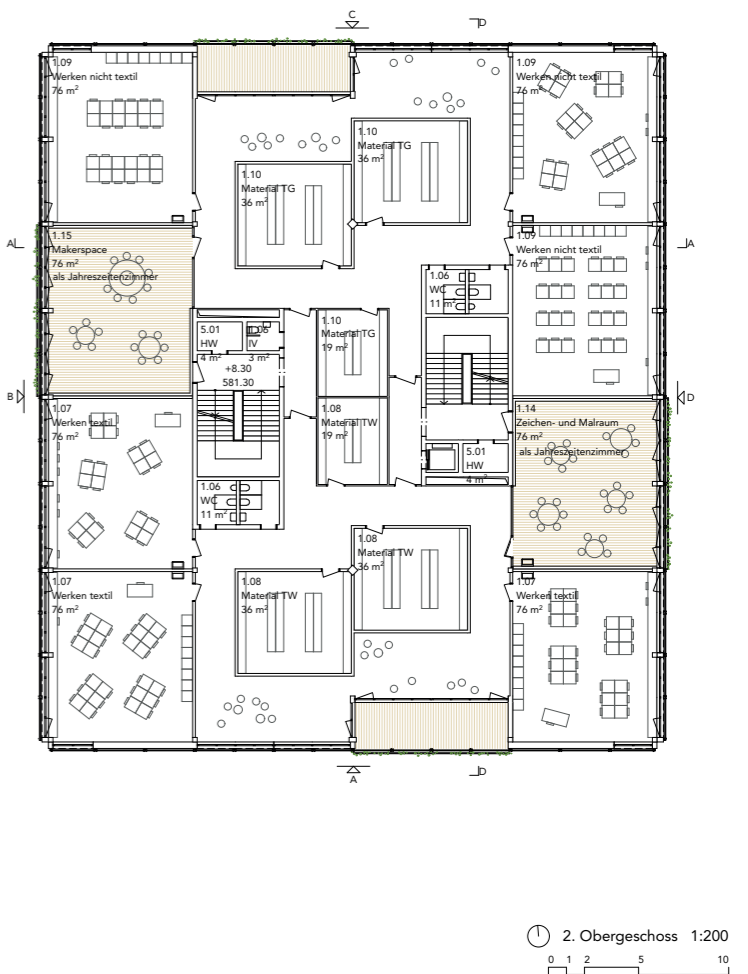 C
D
1.09
Werken nicht textil
76 m²
1.09
Werken nicht textil
76 m²
1.10
Material TG
36 m²
1.10
Material TG
36 m²
A
1.15
Makerspace
76 m²
als Jahreszeitenzimmer
1.09
Werken nicht textil
76 m²
A
1.06
WC
11 m²
5.01
HW
4 m²
1.06
IV
3 m²
1.10
Material TG
19 m²
+8.30
581.30
B
D
1.07
Werken textil
76 m²
1.08
Material TW
19 m²
1.14
Zeichen- und Malraum
76 m²
als Jahreszeitenzimmer
5.01
HW
4 m²
1.06
WC
11 m²
1.08
Material TW
36 m²
1.07
Werken textil
76 m²
1.08
Material TW
36 m²
1.07
Werken textil
76 m²
A
D
2. Obergeschoss 1:200
0 1 2 5 10